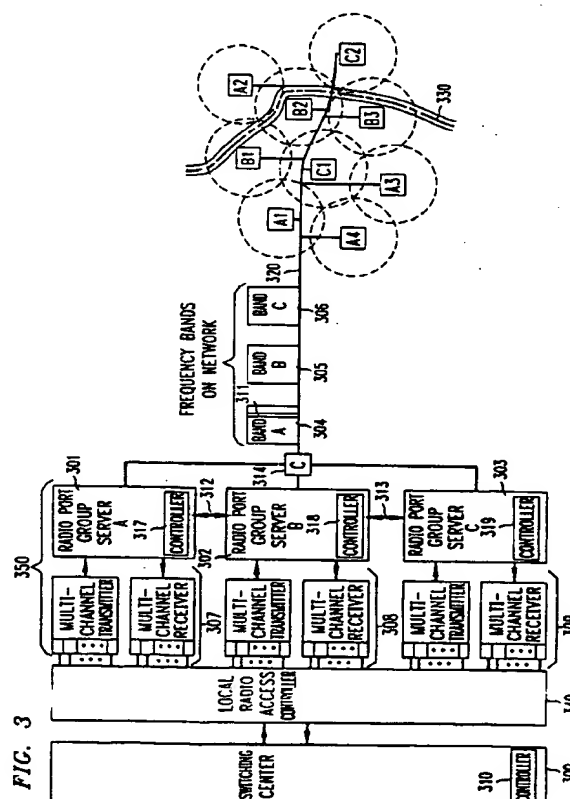 FIG. 3
350
301
RADIO PORT
GROUP
SERVER
A
317
CONTROLLER
312
302
RADIO PORT
GROUP
SERVER
B
318
CONTROLLER
313
303
RADIO PORT
GROUP
SERVER
C
319
CONTROLLER
MULTI-
CHANNEL
TRANSMITTER
MULTI-
CHANNEL
RECEIVER
307
MULTI-
CHANNEL
TRANSMITTER
MULTI-
CHANNEL
RECEIVER
308
MULTI-
CHANNEL
TRANSMITTER
MULTI-
CHANNEL
RECEIVER
LOCAL
RADIO
ACCESS
CONTROLLER
SWITCHING
CENTER
310
CONTROLLER
C
314
FREQUENCY BANDS
ON NETWORK
311
BAND
A
304
BAND
B
305
BAND
C
306
320
A1
A4
B1
C1
A3
A2
B2
B3
C2
330